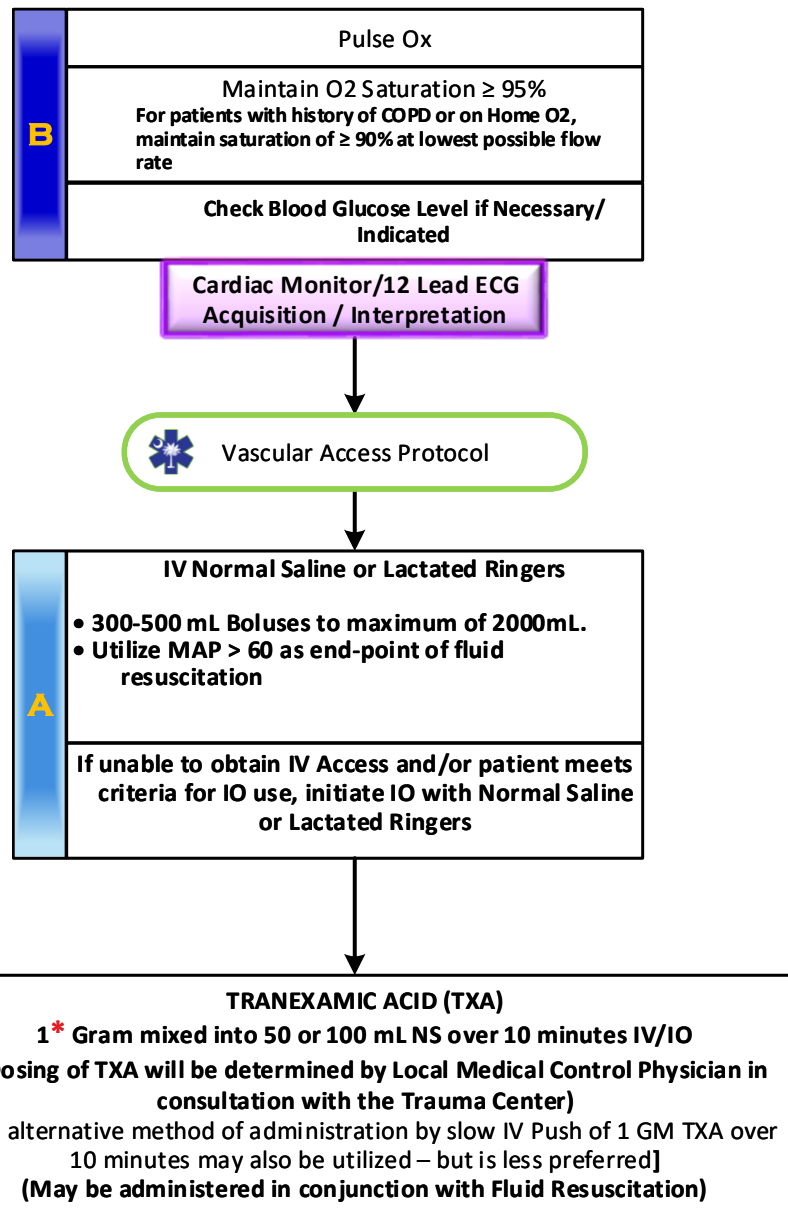 Pulse Ox
B
Maintain O2 Saturation ≥ 95%
For patients with history of COPD or on Home O2,
maintain saturation of ≥ 90% at lowest possible flow
rate
Check Blood Glucose Level if Necessary/
Indicated
Cardiac Monitor/12 Lead ECG
Acquisition / Interpretation
Vascular Access Protocol
A
IV Normal Saline or Lactated Ringers
• 300-500 mL Boluses to maximum of 2000mL.
• Utilize MAP > 60 as end-point of fluid
resuscitation
If unable to obtain IV Access and/or patient meets
criteria for IO use, initiate IO with Normal Saline
or Lactated Ringers
TRANEXAMIC ACID (TXA)
1* Gram mixed into 50 or 100 mL NS over 10 minutes IV/IO
osing of TXA will be determined by Local Medical Control Physician in
consultation with the Trauma Center)
alternative method of administration by slow IV Push of 1 GM TXA over
10 minutes may also be utilized – but is less preferred]
(May be administered in conjunction with Fluid Resuscitation)